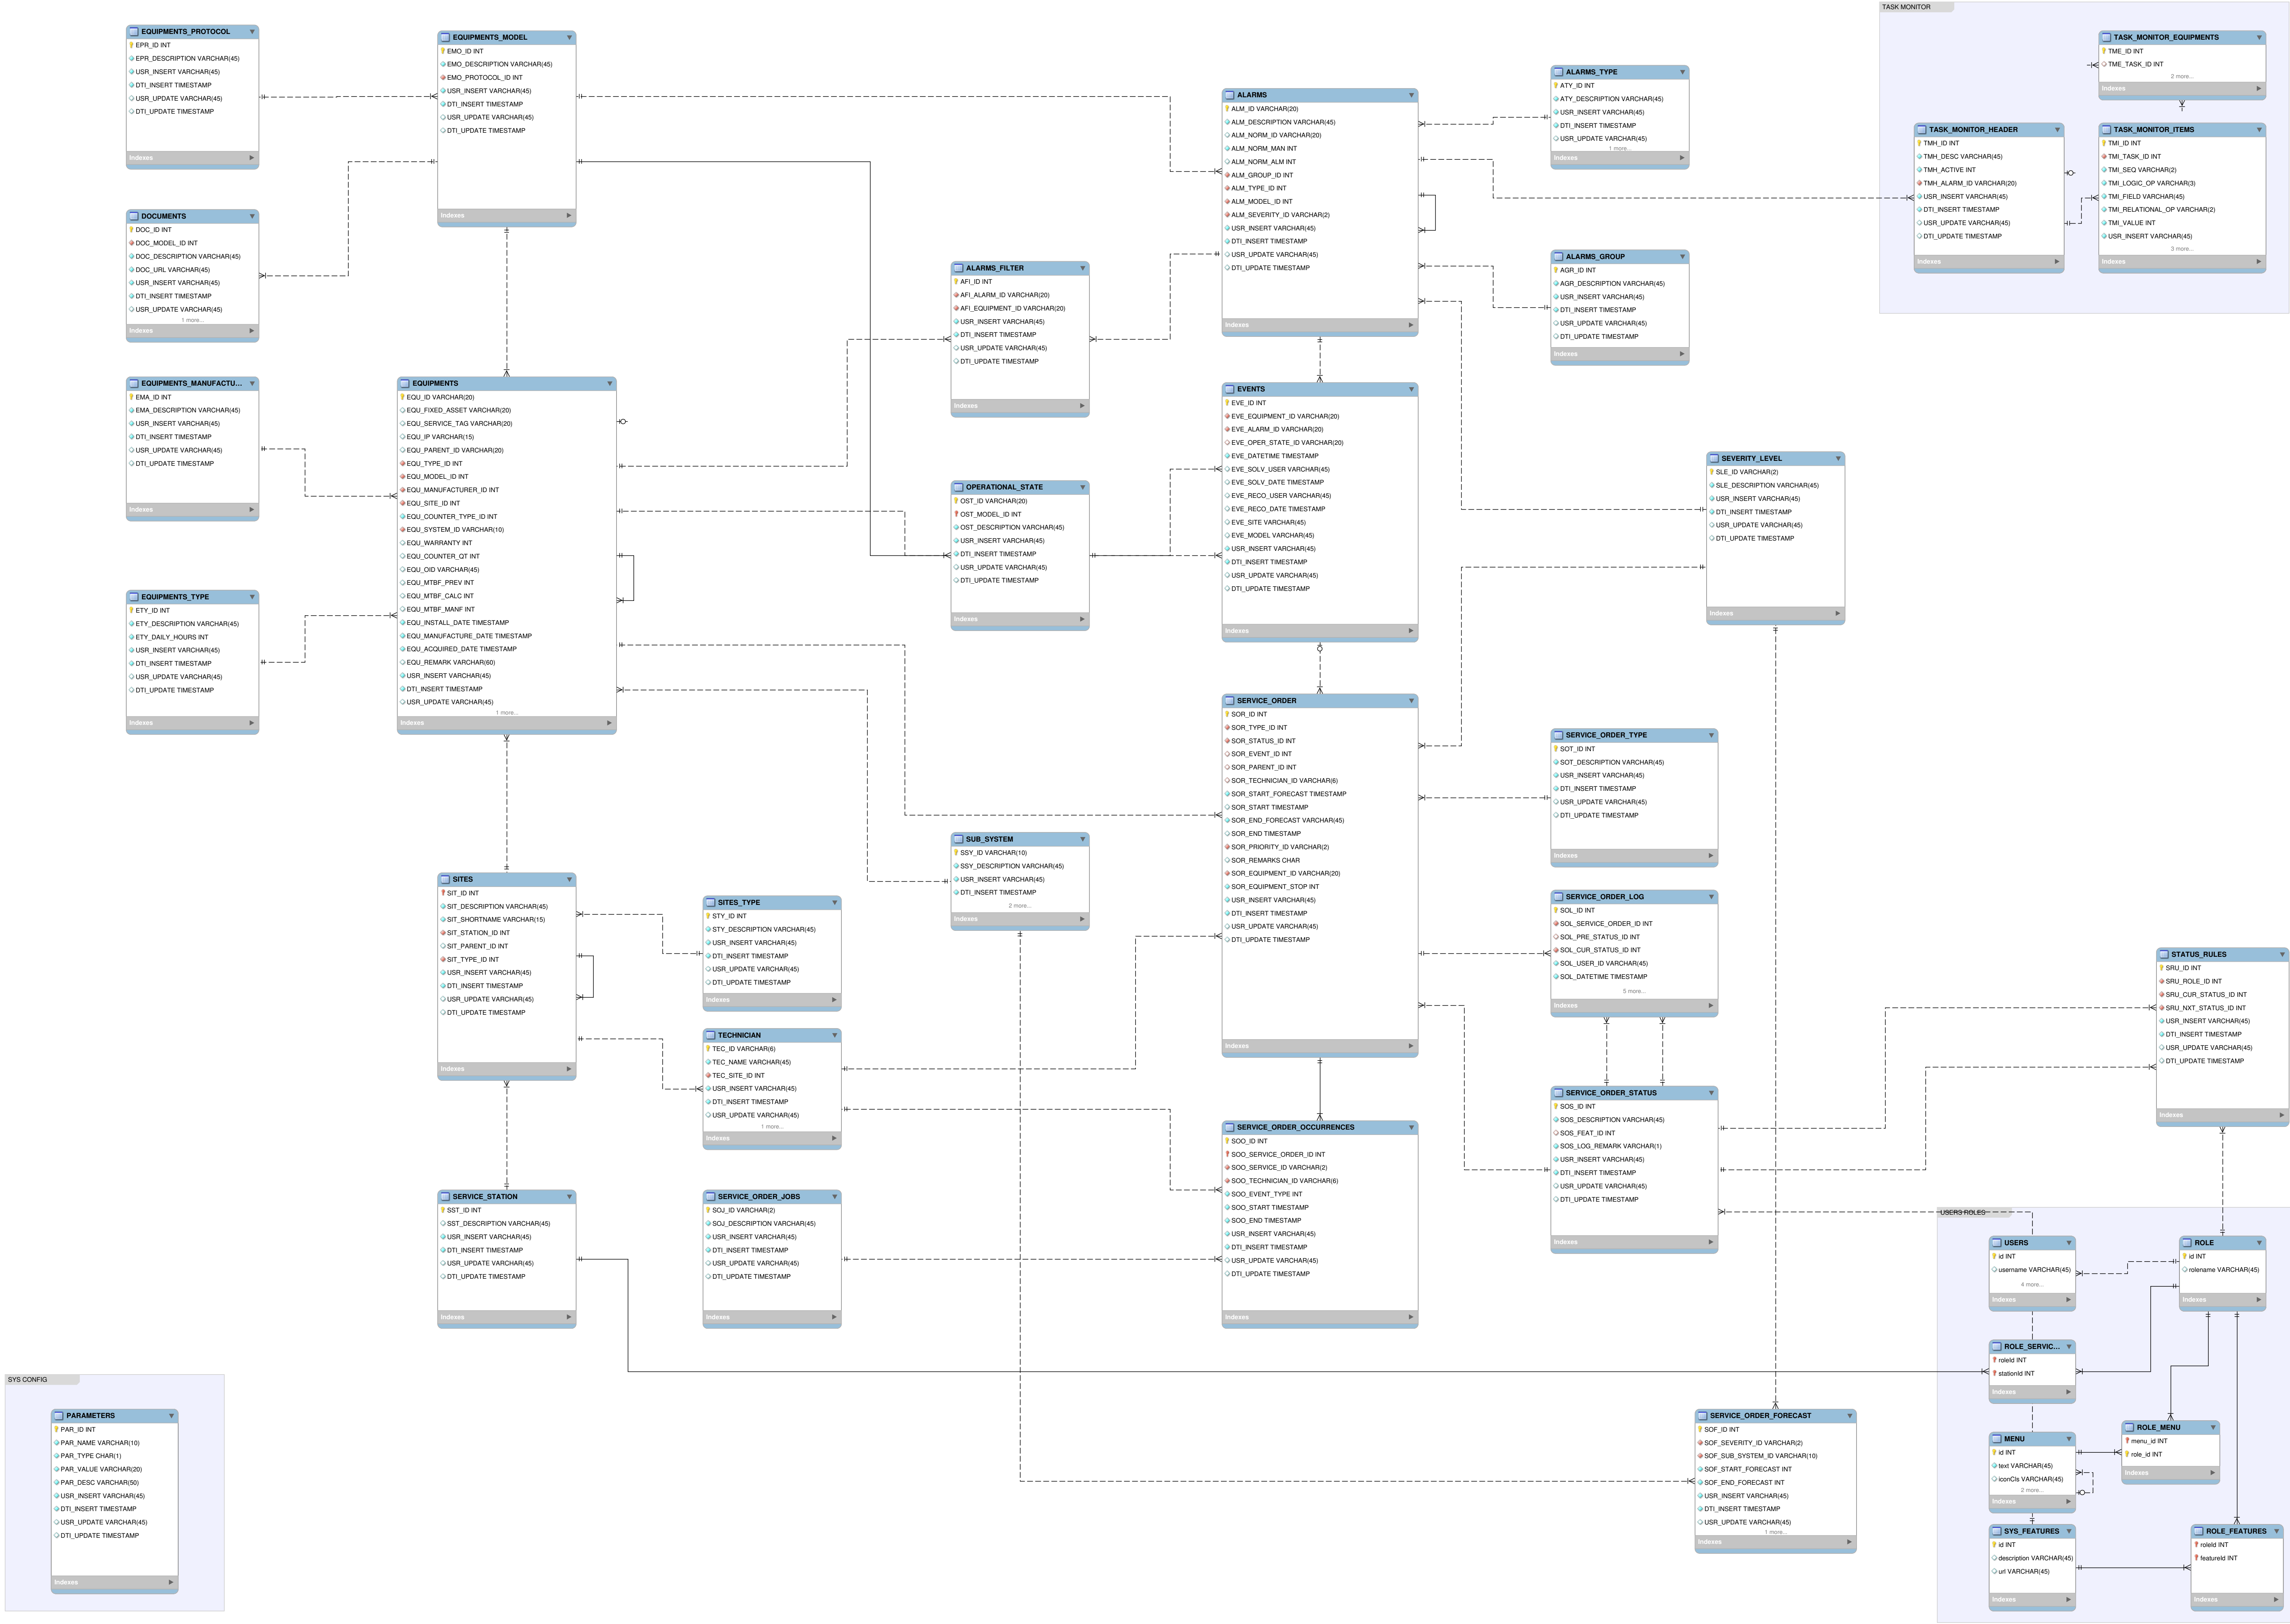 EQUIPMENTS_PROTOCOL
EPR_ID INT
EPR_DESCRIPTION VARCHAR(45)
USR_INSERT VARCHAR(45)
DTI_INSERT TIMESTAMP
USR_UPDATE VARCHAR(45)
DTI_UPDATE TIMESTAMP
Indexes
EQUIPMENTS_MODEL
EMO_ID INT
EMO_DESCRIPTION VARCHAR(45)
EMO_PROTOCOL_ID INT
USR_INSERT VARCHAR(45)
DTI_INSERT TIMESTAMP
USR_UPDATE VARCHAR(45)
DTI_UPDATE TIMESTAMP
Indexes
ALARMS
ALM_ID VARCHAR(20)
ALM_DESCRIPTION VARCHAR(45)
ALM_NORM_ID VARCHAR(20)
ALM_NORM_MAN INT
ALM_NORM_ALM INT
ALM_GROUP_ID INT
ALM_TYPE_ID INT
ALM_MODEL_ID INT
ALM_SEVERITY_ID VARCHAR(2)
USR_INSERT VARCHAR(45)
DTI_INSERT TIMESTAMP
USR_UPDATE VARCHAR(45)
DTI_UPDATE TIMESTAMP
Indexes
ALARMS_TYPE
ATY_ID INT
ATY_DESCRIPTION VARCHAR(45)
USR_INSERT VARCHAR(45)
DTI_INSERT TIMESTAMP
USR_UPDATE VARCHAR(45)
1 more...
Indexes
TASK MONITOR
TASK_MONITOR_EQUIPMENTS
TME_ID INT
TME_TASK_ID INT
2 more...
Indexes
TASK_MONITOR_HEADER
TMH_ID INT
TMH_DESC VARCHAR(45)
TMH_ACTIVE INT
TMH_ALARM_ID VARCHAR(20)
USR_INSERT VARCHAR(45)
DTI_INSERT TIMESTAMP
USR_UPDATE VARCHAR(45)
DTI_UPDATE TIMESTAMP
Indexes
TASK_MONITOR_ITEMS
TMI_ID INT
TMI_TASK_ID INT
TMI_SEQ VARCHAR(2)
TMI_LOGIC_OP VARCHAR(3)
TMI_FIELD VARCHAR(45)
TMI_RELATIONAL_OP VARCHAR(2)
TMI_VALUE INT
USR_INSERT VARCHAR(45)
3 more...
Indexes
DOCUMENTS
DOC_ID INT
DOC_MODEL_ID INT
DOC_DESCRIPTION VARCHAR(45)
DOC_URL VARCHAR(45)
USR_INSERT VARCHAR(45)
DTI_INSERT TIMESTAMP
USR_UPDATE VARCHAR(45)
1 more...
Indexes
ALARMS_FILTER
AFI_ID INT
AFI_ALARM_ID VARCHAR(20)
AFI_EQUIPMENT_ID VARCHAR(20)
USR_INSERT VARCHAR(45)
DTI_INSERT TIMESTAMP
USR_UPDATE VARCHAR(45)
DTI_UPDATE TIMESTAMP
Indexes
ALARMS_GROUP
AGR_ID INT
AGR_DESCRIPTION VARCHAR(45)
USR_INSERT VARCHAR(45)
DTI_INSERT TIMESTAMP
USR_UPDATE VARCHAR(45)
DTI_UPDATE TIMESTAMP
Indexes
EQUIPMENTS_MANUFACTU...
EMA_ID INT
EMA_DESCRIPTION VARCHAR(45)
USR_INSERT VARCHAR(45)
DTI_INSERT TIMESTAMP
USR_UPDATE VARCHAR(45)
DTI_UPDATE TIMESTAMP
Indexes
EQUIPMENTS
EQU_ID VARCHAR(20)
EQU_FIXED_ASSET VARCHAR(20)
EQU_SERVICE_TAG VARCHAR(20)
EQU_IP VARCHAR(15)
EQU_PARENT_ID VARCHAR(20)
EQU_TYPE_ID INT
EQU_MODEL_ID INT
EQU_MANUFACTURER_ID INT
EQU_SITE_ID INT
EQU_COUNTER_TYPE_ID INT
EQU_SYSTEM_ID VARCHAR(10)
EQU_WARRANTY INT
EQU_COUNTER_QT INT
EQU_OID VARCHAR(45)
EQU_MTBF_PREV INT
EQU_MTBF_CALC INT
EQU_MTBF_MANF INT
EQU_INSTALL_DATE TIMESTAMP
EQU_MANUFACTURE_DATE TIMESTAMP
EQU_ACQUIRED_DATE TIMESTAMP
EQU_REMARK VARCHAR(60)
USR_INSERT VARCHAR(45)
DTI_INSERT TIMESTAMP
USR_UPDATE VARCHAR(45)
1 more...
Indexes
EVENTS
EVE_ID INT
EVE_EQUIPMENT_ID VARCHAR(20)
EVE_ALARM_ID VARCHAR(20)
EVE_OPER_STATE_ID VARCHAR(20)
EVE_DATETIME TIMESTAMP
EVE_SOLV_USER VARCHAR(45)
EVE_SOLV_DATE TIMESTAMP
EVE_RECO_USER VARCHAR(45)
EVE_RECO_DATE TIMESTAMP
EVE_SITE VARCHAR(45)
EVE_MODEL VARCHAR(45)
USR_INSERT VARCHAR(45)
DTI_INSERT TIMESTAMP
USR_UPDATE VARCHAR(45)
DTI_UPDATE TIMESTAMP
Indexes
OPERATIONAL_STATE
OST_ID VARCHAR(20)
OST_MODEL_ID INT
OST_DESCRIPTION VARCHAR(45)
USR_INSERT VARCHAR(45)
DTI_INSERT TIMESTAMP
USR_UPDATE VARCHAR(45)
DTI_UPDATE TIMESTAMP
Indexes
SEVERITY_LEVEL
SLE_ID VARCHAR(2)
SLE_DESCRIPTION VARCHAR(45)
USR_INSERT VARCHAR(45)
DTI_INSERT TIMESTAMP
USR_UPDATE VARCHAR(45)
DTI_UPDATE TIMESTAMP
Indexes
EQUIPMENTS_TYPE
ETY_ID INT
ETY_DESCRIPTION VARCHAR(45)
ETY_DAILY_HOURS INT
USR_INSERT VARCHAR(45)
DTI_INSERT TIMESTAMP
USR_UPDATE VARCHAR(45)
DTI_UPDATE TIMESTAMP
Indexes
SERVICE_ORDER
SOR_ID INT
SOR_TYPE_ID INT
SOR_STATUS_ID INT
SOR_EVENT_ID INT
SOR_PARENT_ID INT
SOR_TECHNICIAN_ID VARCHAR(6)
SOR_START_FORECAST TIMESTAMP
SOR_START TIMESTAMP
SOR_END_FORECAST VARCHAR(45)
SOR_END TIMESTAMP
SOR_PRIORITY_ID VARCHAR(2)
SOR_REMARKS CHAR
SOR_EQUIPMENT_ID VARCHAR(20)
SOR_EQUIPMENT_STOP INT
USR_INSERT VARCHAR(45)
DTI_INSERT TIMESTAMP
USR_UPDATE VARCHAR(45)
DTI_UPDATE TIMESTAMP
Indexes
SERVICE_ORDER_TYPE
SOT_ID INT
SOT_DESCRIPTION VARCHAR(45)
USR_INSERT VARCHAR(45)
DTI_INSERT TIMESTAMP
USR_UPDATE VARCHAR(45)
DTI_UPDATE TIMESTAMP
Indexes
SUB_SYSTEM
SSY_ID VARCHAR(10)
SSY_DESCRIPTION VARCHAR(45)
USR_INSERT VARCHAR(45)
DTI_INSERT TIMESTAMP
2 more...
Indexes
SITES
SIT_ID INT
SIT_DESCRIPTION VARCHAR(45)
SIT_SHORTNAME VARCHAR(15)
SIT_STATION_ID INT
SIT_PARENT_ID INT
SIT_TYPE_ID INT
USR_INSERT VARCHAR(45)
DTI_INSERT TIMESTAMP
USR_UPDATE VARCHAR(45)
DTI_UPDATE TIMESTAMP
Indexes
SITES_TYPE
STY_ID INT
STY_DESCRIPTION VARCHAR(45)
USR_INSERT VARCHAR(45)
DTI_INSERT TIMESTAMP
USR_UPDATE VARCHAR(45)
DTI_UPDATE TIMESTAMP
Indexes
SERVICE_ORDER_LOG
SOL_ID INT
SOL_SERVICE_ORDER_ID INT
SOL_PRE_STATUS_ID INT
SOL_CUR_STATUS_ID INT
SOL_USER_ID VARCHAR(45)
SOL_DATETIME TIMESTAMP
5 more...
Indexes
STATUS_RULES
SRU_ID INT
SRU_ROLE_ID INT
SRU_CUR_STATUS_ID INT
SRU_NXT_STATUS_ID INT
USR_INSERT VARCHAR(45)
DTI_INSERT TIMESTAMP
USR_UPDATE VARCHAR(45)
DTI_UPDATE TIMESTAMP
Indexes
TECHNICIAN
TEC_ID VARCHAR(6)
TEC_NAME VARCHAR(45)
TEC_SITE_ID INT
USR_INSERT VARCHAR(45)
DTI_INSERT TIMESTAMP
USR_UPDATE VARCHAR(45)
1 more...
Indexes
SERVICE_ORDER_STATUS
SOS_ID INT
SOS_DESCRIPTION VARCHAR(45)
SOS_FEAT_ID INT
SOS_LOG_REMARK VARCHAR(1)
USR_INSERT VARCHAR(45)
DTI_INSERT TIMESTAMP
USR_UPDATE VARCHAR(45)
DTI_UPDATE TIMESTAMP
Indexes
SERVICE_ORDER_OCCURRENCES
SOO_ID INT
SOO_SERVICE_ORDER_ID INT
SOO_SERVICE_ID VARCHAR(2)
SOO_TECHNICIAN_ID VARCHAR(6)
SOO_EVENT_TYPE INT
SOO_START TIMESTAMP
SOO_END TIMESTAMP
USR_INSERT VARCHAR(45)
DTI_INSERT TIMESTAMP
USR_UPDATE VARCHAR(45)
DTI_UPDATE TIMESTAMP
Indexes
SERVICE_STATION
SST_ID INT
SST_DESCRIPTION VARCHAR(45)
USR_INSERT VARCHAR(45)
DTI_INSERT TIMESTAMP
USR_UPDATE VARCHAR(45)
DTI_UPDATE TIMESTAMP
Indexes
SERVICE_ORDER_JOBS
SOJ_ID VARCHAR(2)
SOJ_DESCRIPTION VARCHAR(45)
USR_INSERT VARCHAR(45)
DTI_INSERT TIMESTAMP
USR_UPDATE VARCHAR(45)
DTI_UPDATE TIMESTAMP
Indexes
USERS ROLES
USERS
id INT
username VARCHAR(45)
4 more...
Indexes
ROLE
id INT
rolename VARCHAR(45)
Indexes
ROLE_SERVIC...
roleId INT
stationId INT
Indexes
MENU
id INT
text VARCHAR(45)
iconCls VARCHAR(45)
2 more...
Indexes
ROLE_MENU
menu_id INT
role_id INT
Indexes
SYS_FEATURES
id INT
description VARCHAR(45)
url VARCHAR(45)
Indexes
ROLE_FEATURES
roleId INT
featureId INT
Indexes
SERVICE_ORDER_FORECAST
SOF_ID INT
SOF_SEVERITY_ID VARCHAR(2)
SOF_SUB_SYSTEM_ID VARCHAR(10)
SOF_START_FORECAST INT
SOF_END_FORECAST INT
USR_INSERT VARCHAR(45)
DTI_INSERT TIMESTAMP
USR_UPDATE VARCHAR(45)
1 more...
Indexes
SYS CONFIG
PARAMETERS
PAR_ID INT
PAR_NAME VARCHAR(10)
PAR_TYPE CHAR(1)
PAR_VALUE VARCHAR(20)
PAR_DESC VARCHAR(50)
USR_INSERT VARCHAR(45)
DTI_INSERT TIMESTAMP
USR_UPDATE VARCHAR(45)
DTI_UPDATE TIMESTAMP
Indexes